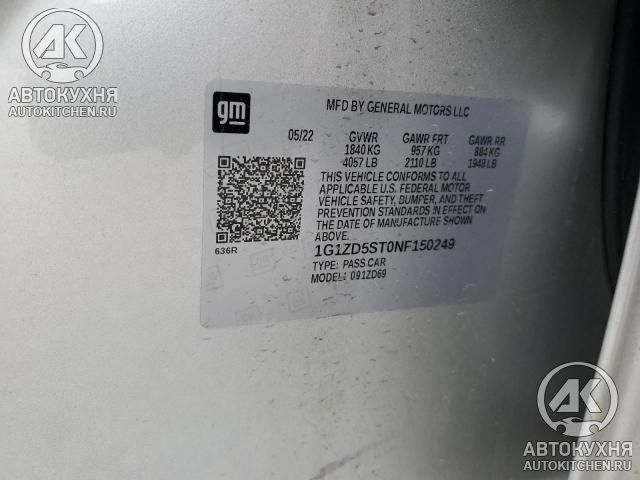 AK
АВТОКУХНЯ
AUTOKITCHEN.RU
gm
MFD BY GENERAL MOTORS LLC
05/22 GVWR GAWR FRT GAWR RR
1840 KG 957 KG 884 KG
4057 LB 2110 LB 1948 LB
THIS VEHICLE CONFORMS TO ALL
APPLICABLE U.S. FEDERAL MOTOR
VEHICLE SAFETY, BUMPER, AND THEFT
PREVENTION STANDARDS IN EFFECT ON
THE DATE OF MANUFACTURE SHOWN
ABOVE.
636R
1G1ZD5ST0NF150249
TYPE: PASS CAR
MODEL: 091ZD69
AK
АВТОКУХНЯ
AUTOKITCHEN.RU